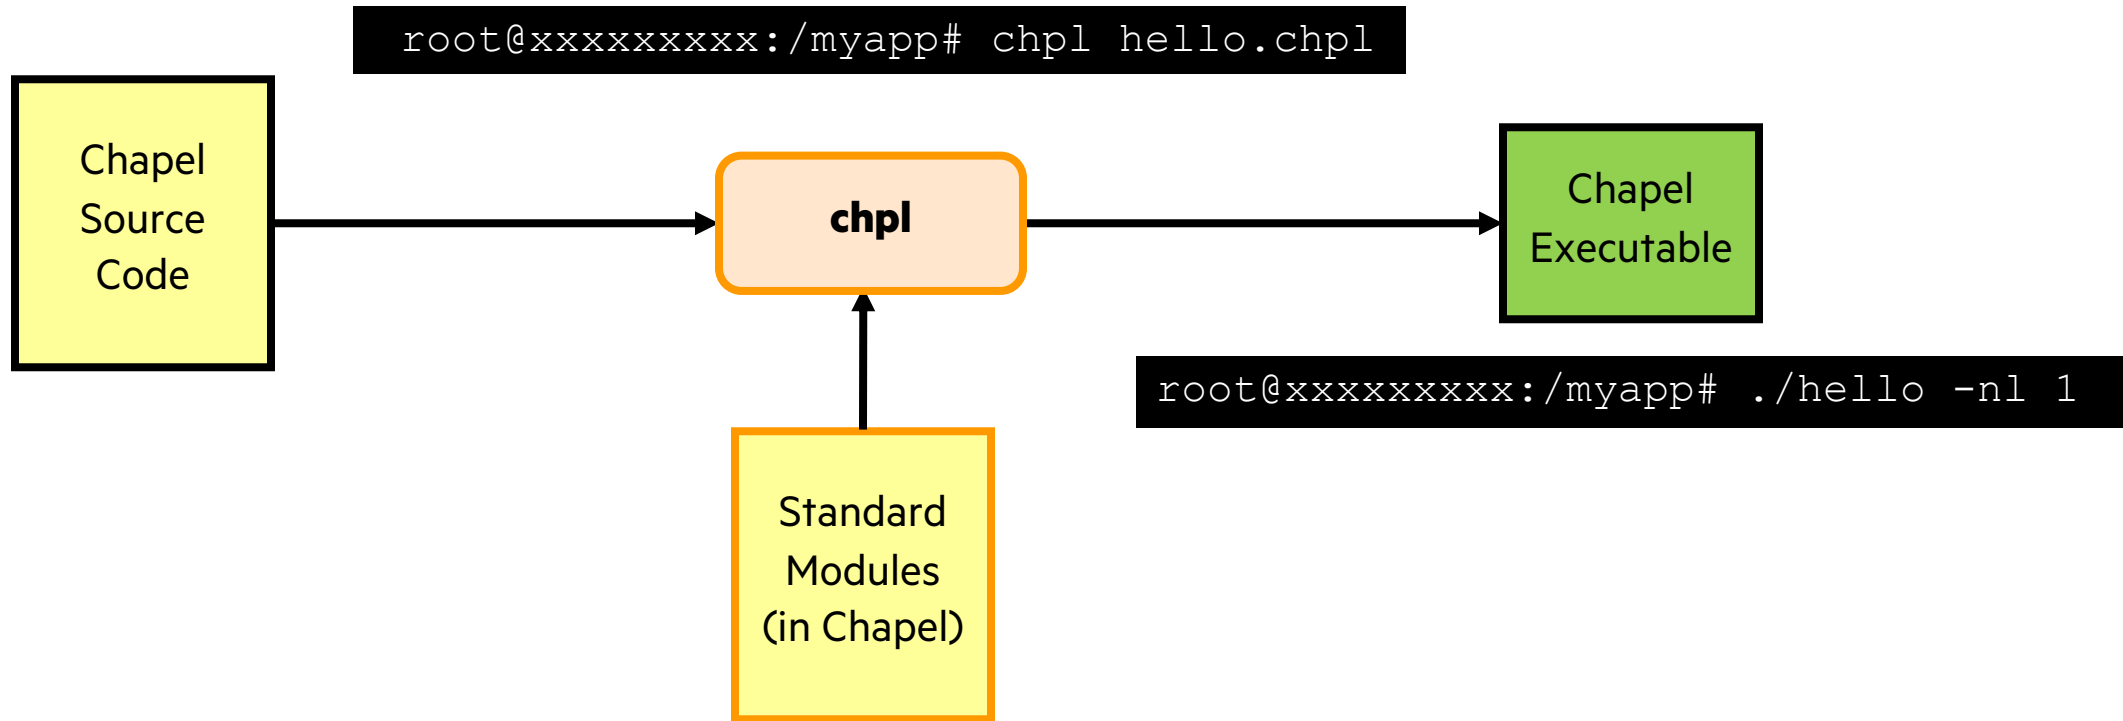 root@xxxxxxxxx:/myapp# chpl hello.chpl
Chapel
Source
Code
chpl
Chapel
Executable
root@xxxxxxxxx:/myapp# ./hello -nl 1
Standard
Modules
(in Chapel)